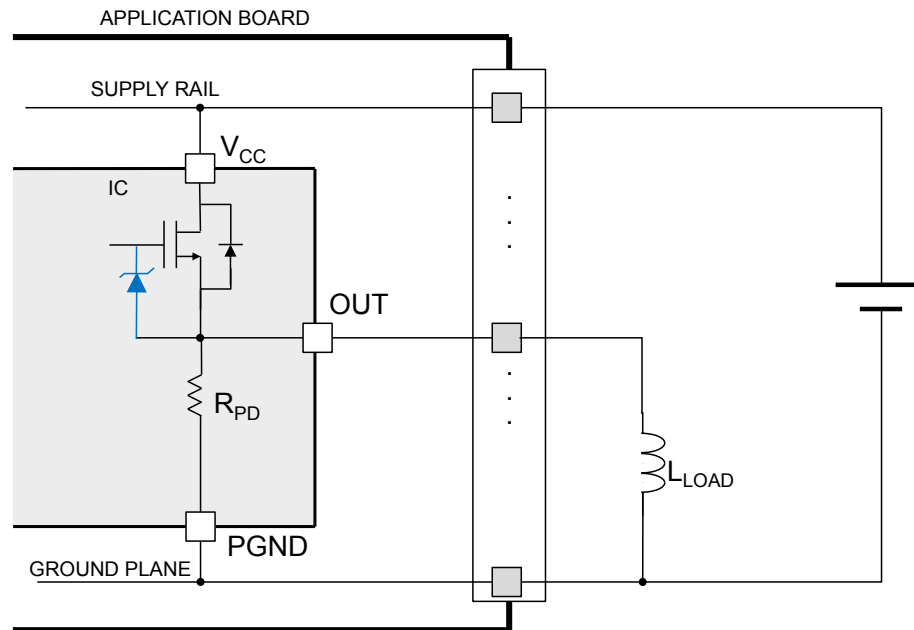 APPLICATION BOARD
SUPPLY RAIL
VCC
IC
OUT
RPD
LLOAD
PGND
GROUND PLANE